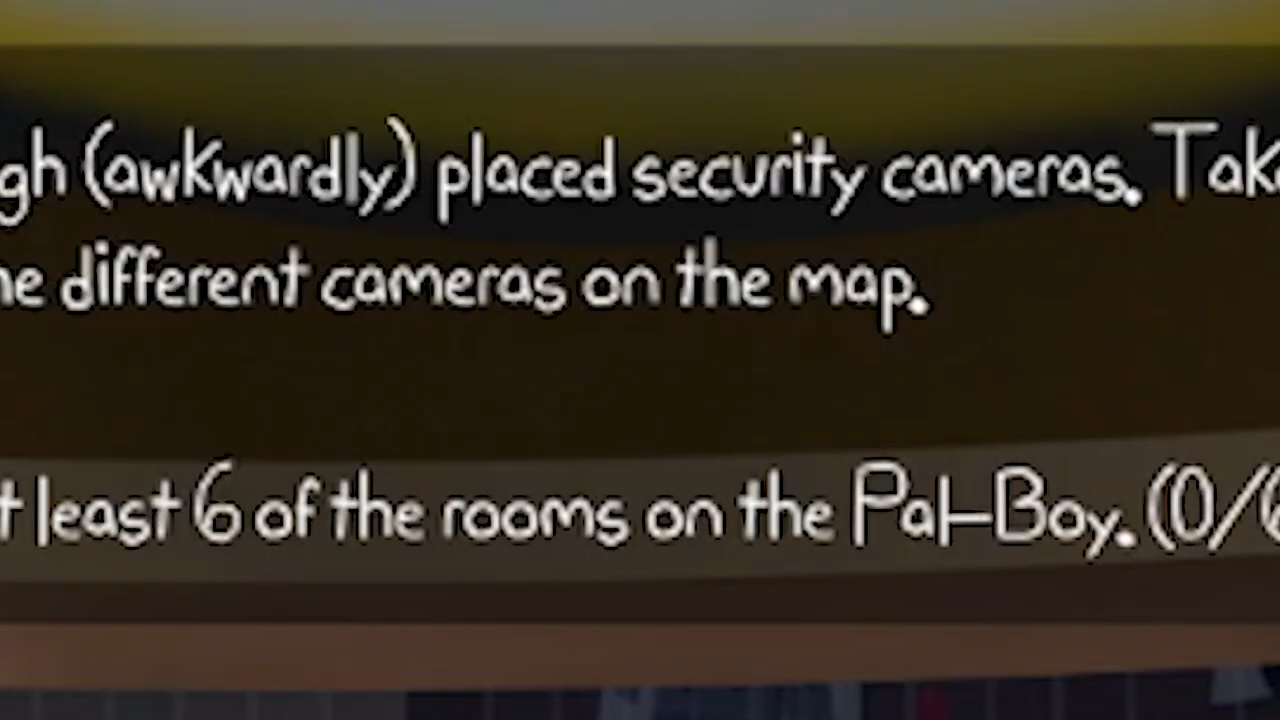 gh (awkwardly) placed security cameras. Tak
he different cameras on the map.
t least 6 of the rooms on the Pal-Boy. (0/6